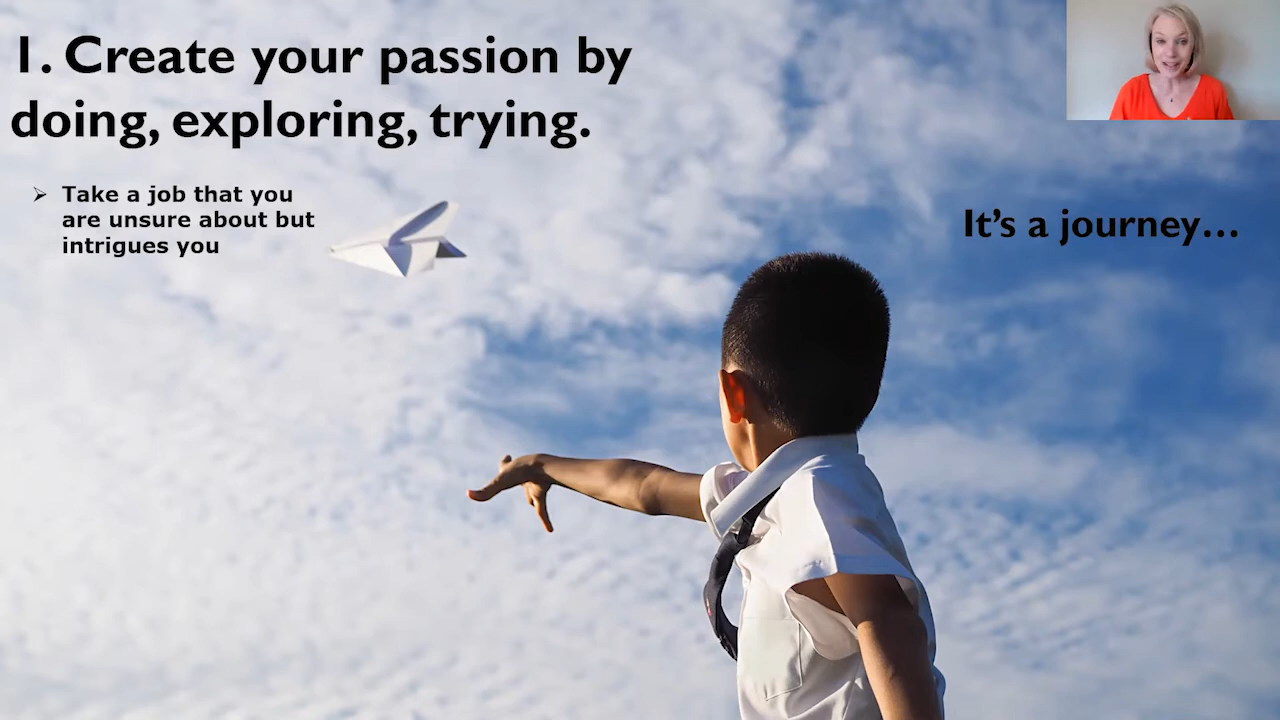 1. Create your passion by
doing, exploring, trying.
➢ Take a job that you
are unsure about but
intrigues you
It's a journey…